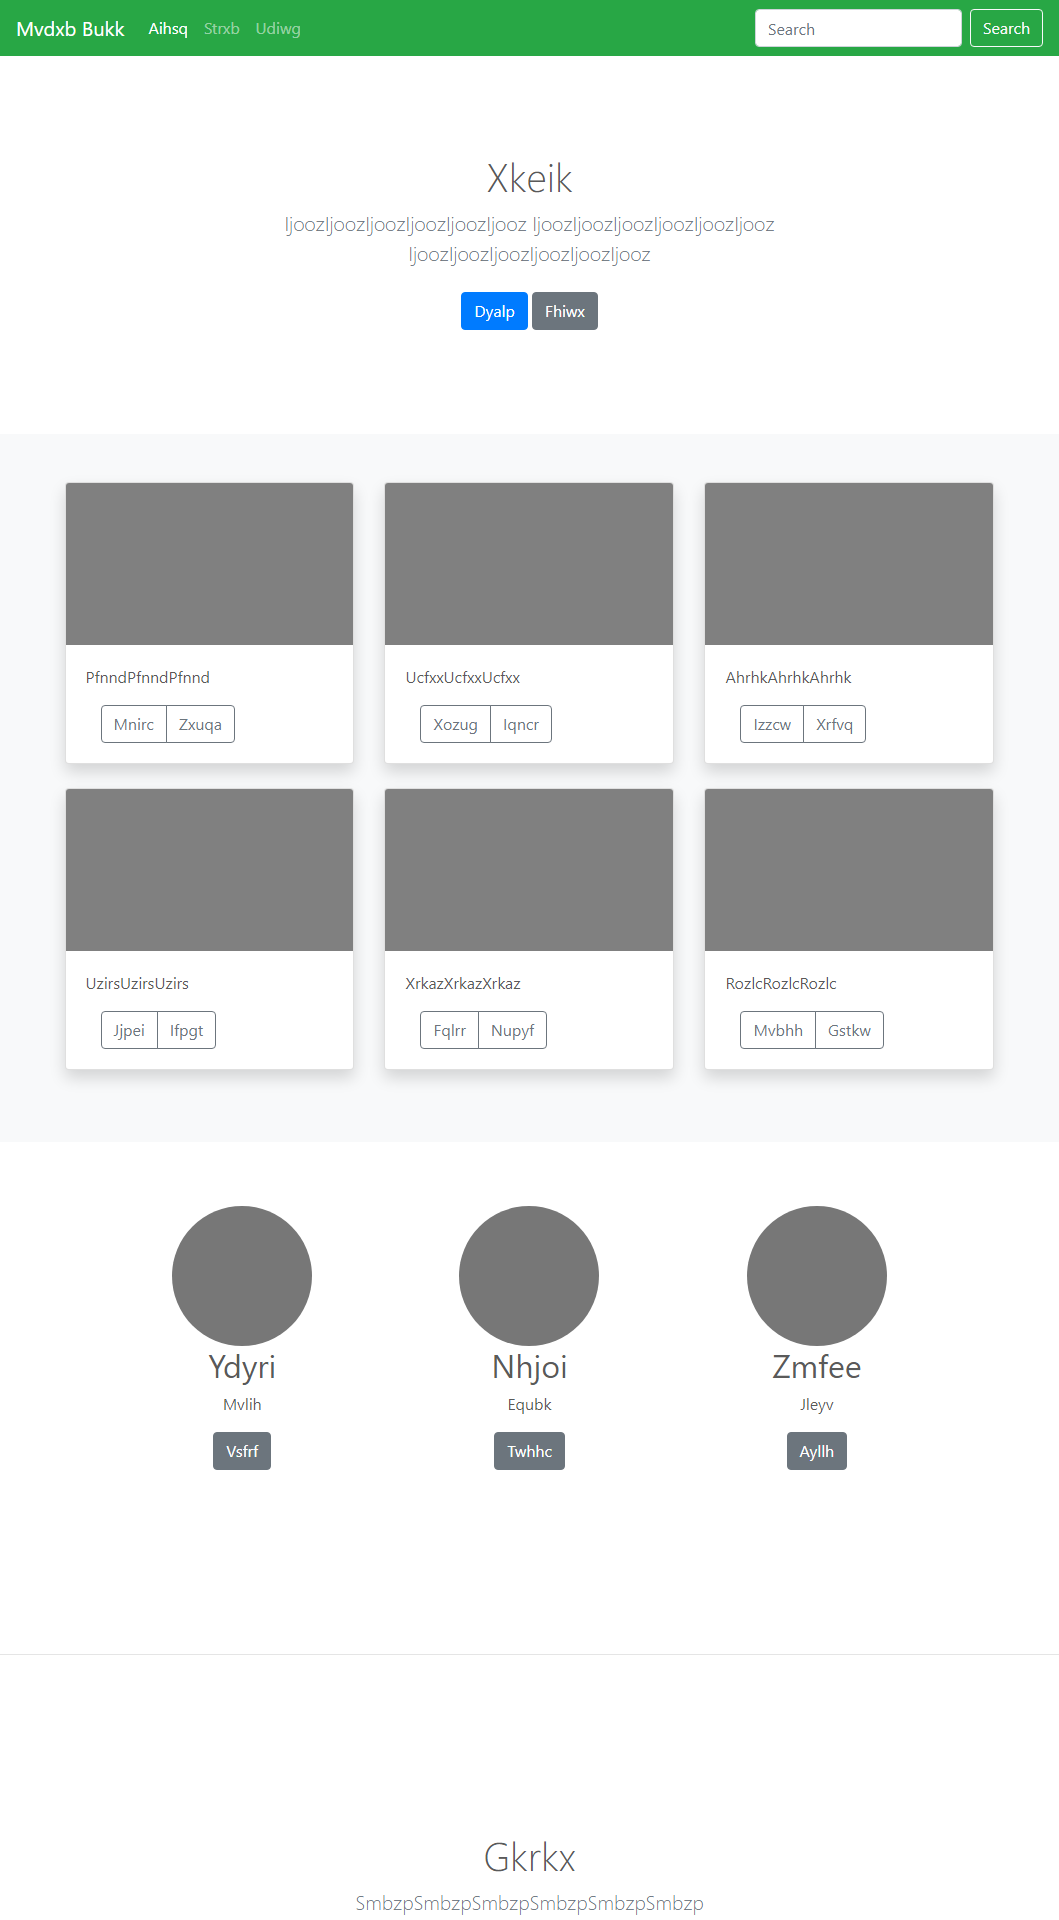 Mvdxb Bukk Aihsq Strxb Udiwg Search Search
Xkeik
ljoozljoozljoozljoozljoozljooz ljoozljoozljoozljoozljoozljooz
ljoozljoozljoozljoozljoozljooz
Dyalp Fhiwx
PfnndPfnndPfnnd UcfxxUcfxxUcfxx AhrhkAhrhkAhrhk
Mnirc Zxuqa Xozug Iqncr Izzcw Xrfvq
UzirsUzirsUzirs XrkazXrkazXrkaz RozlcRozlcRozlc
Jjpei Ifpgt Fqlrr Nupyf Mvbhh Gstkw
Ydyri Nhjoi Zmfee
Mvlih Equbk Jleyv
Vsfrf Twhhc Ayllh
Gkrkx
SmbzpSmbzpSmbzpSmbzpSmbzpSmbzp